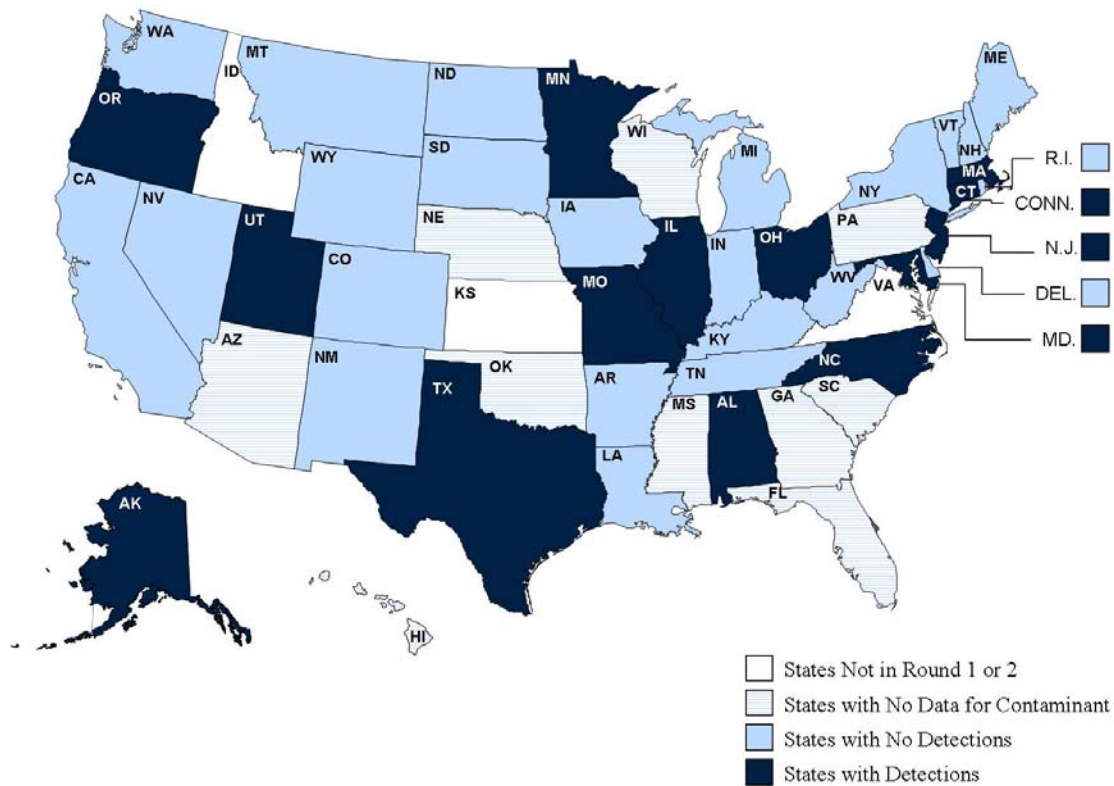 WA
MT
ND
MN
ME
ID
OR
WI
VT
SD
MI
NH
WY
MA
R.I.
CA
NV
IA
NY
CT
CONN.
UT
NE
PA
IL
IN
OH
N.J.
CO
MO
WV
VA
DEL.
KS
KY
MD.
AZ
NM
OK
AR
TN
NC
TX
MS
AL
GA
SC
LA
FL
AK
HI
States Not in Round 1 or 2
States with No Data for Contaminant
States with No Detections
States with Detections